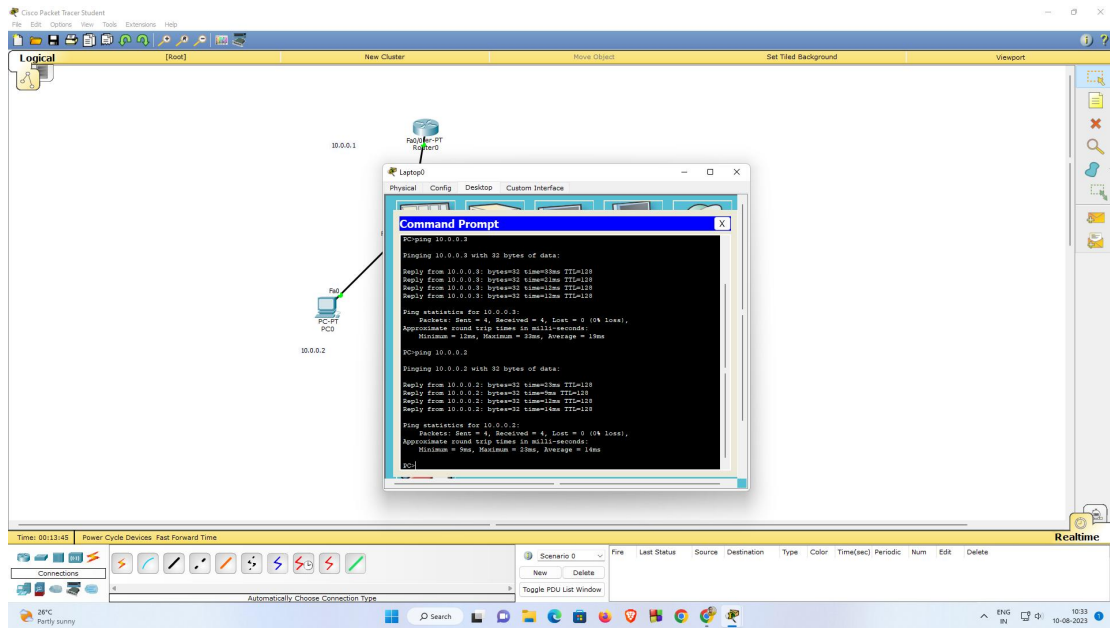 Cisco Packet Tracer Student
File Edit Options View Tools Extensions Help
Logical [Root] New Cluster Move Object Set Tiled Background Viewport
10.0.0.1
Router0
Laptop0
Physical Config Desktop Custom Interface
Command Prompt X
PC>ping 10.0.0.3
Pinging 10.0.0.3 with 32 bytes of data:
Reply from 10.0.0.3: bytes=32 time=33ms TTL=128
Reply from 10.0.0.3: bytes=32 time=21ms TTL=128
Reply from 10.0.0.3: bytes=32 time=12ms TTL=128
Reply from 10.0.0.3: bytes=32 time=12ms TTL=128
Ping statistics for 10.0.0.3:
Packets: Sent = 4, Received = 4, Lost = 0 (0% loss),
Approximate round trip times in milli-seconds:
Minimum = 12ms, Maximum = 33ms, Average = 19ms
PC>ping 10.0.0.2
Pinging 10.0.0.2 with 32 bytes of data:
Reply from 10.0.0.2: bytes=32 time=23ms TTL=128
Reply from 10.0.0.2: bytes=32 time=9ms TTL=128
Reply from 10.0.0.2: bytes=32 time=12ms TTL=128
Reply from 10.0.0.2: bytes=32 time=14ms TTL=128
Ping statistics for 10.0.0.2:
Packets: Sent = 4, Received = 4, Lost = 0 (0% loss),
Approximate round trip times in milli-seconds:
Minimum = 9ms, Maximum = 23ms, Average = 14ms
PC>
Fa0
PC-PT
PC0
10.0.0.2
Time: 00:13:45 Power Cycle Devices Fast Forward Time Realtime
Connections
Automatically Choose Connection Type
Scenario 0
New Delete
Toggle PDU List Window
Fire Last Status Source Destination Type Color Time(sec) Periodic Num Edit Delete
26°C
Partly sunny
Search
ENG
IN
10:33
10-08-2023